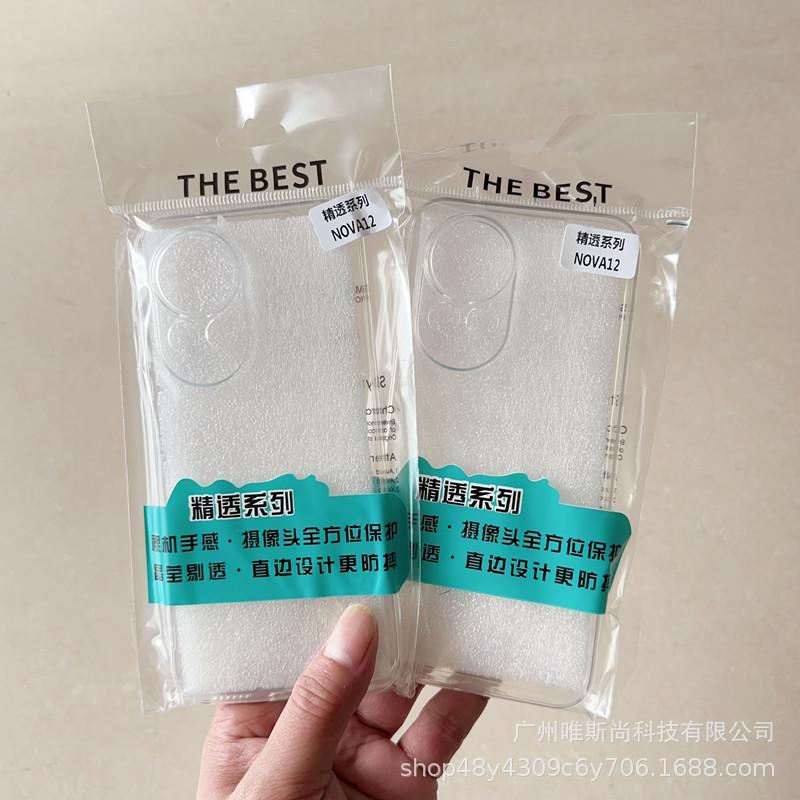 THE BEST
精透系列
NOVA12
精透系列
裸机手感·摄像头全方位保护
晶莹剔透·直边设计更防摔
THE BEST
精透系列
NOVA12
精透系列
手感·摄像头全方位保护
剔透·直边设计更防摔
广州唯斯尚科技有限公司
shop48y4309c6y706.1688.com